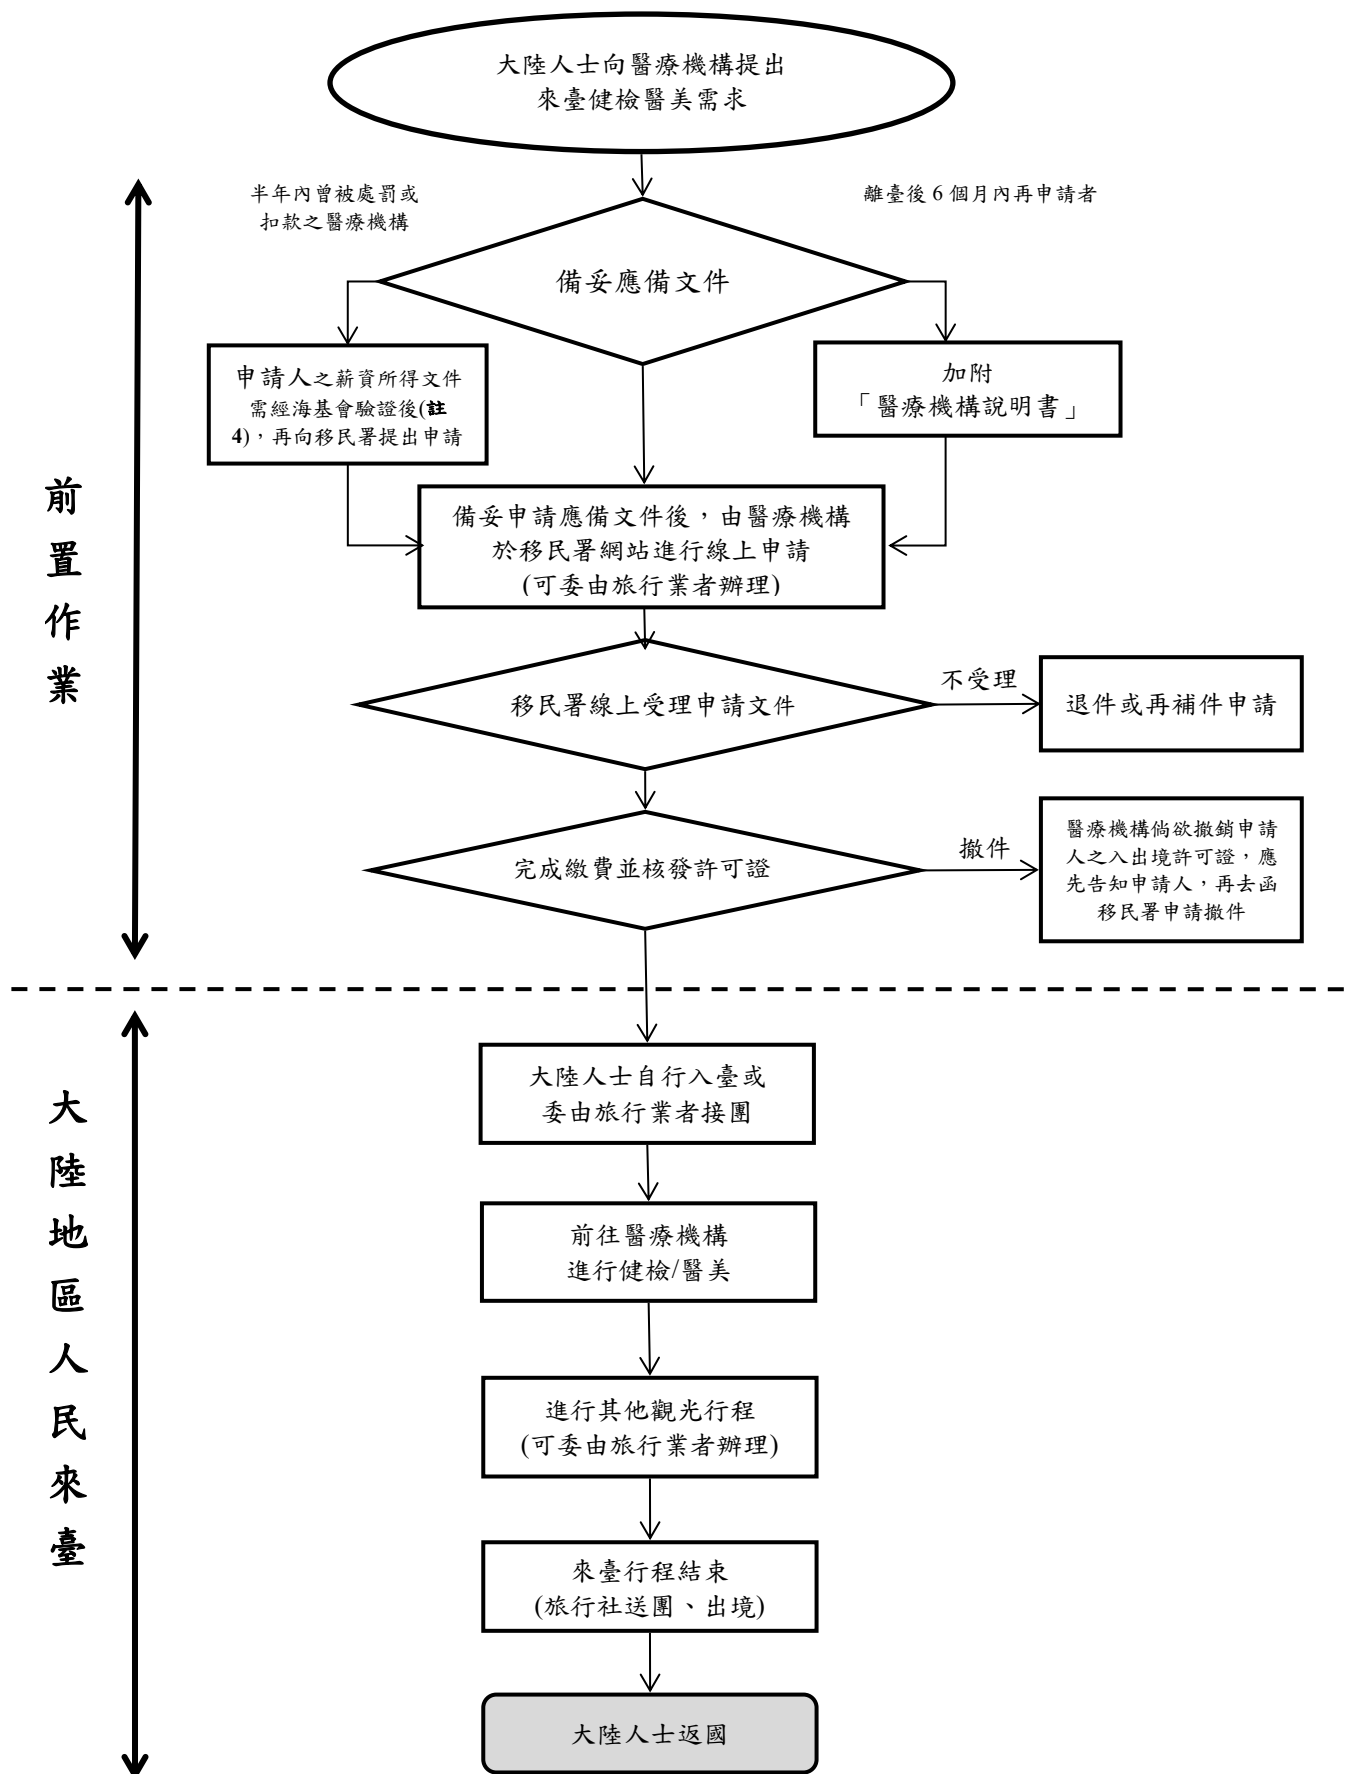 大陸人士向醫療機構提出
來臺健檢醫美需求
半年內曾被處罰或
扣款之醫療機構
離臺後 6 個月內再申請者
備妥應備文件
申請人之薪資所得文件
需經海基會驗證後(註
4)，再向移民署提出申請
加附
「醫療機構說明書」
備妥申請應備文件後，由醫療機構
於移民署網站進行線上申請
(可委由旅行業者辦理)
前
置
作
業
移民署線上受理申請文件
不受理
退件或再補件申請
完成繳費並核發許可證
撤件
醫療機構倘欲撤銷申請
人之入出境許可證，應
先告知申請人，再去函
移民署申請撤件
大
陸
地
區
人
民
來
臺
大陸人士自行入臺或
委由旅行業者接團
前往醫療機構
進行健檢/醫美
進行其他觀光行程
(可委由旅行業者辦理)
來臺行程結束
(旅行社送團、出境)
大陸人士返國